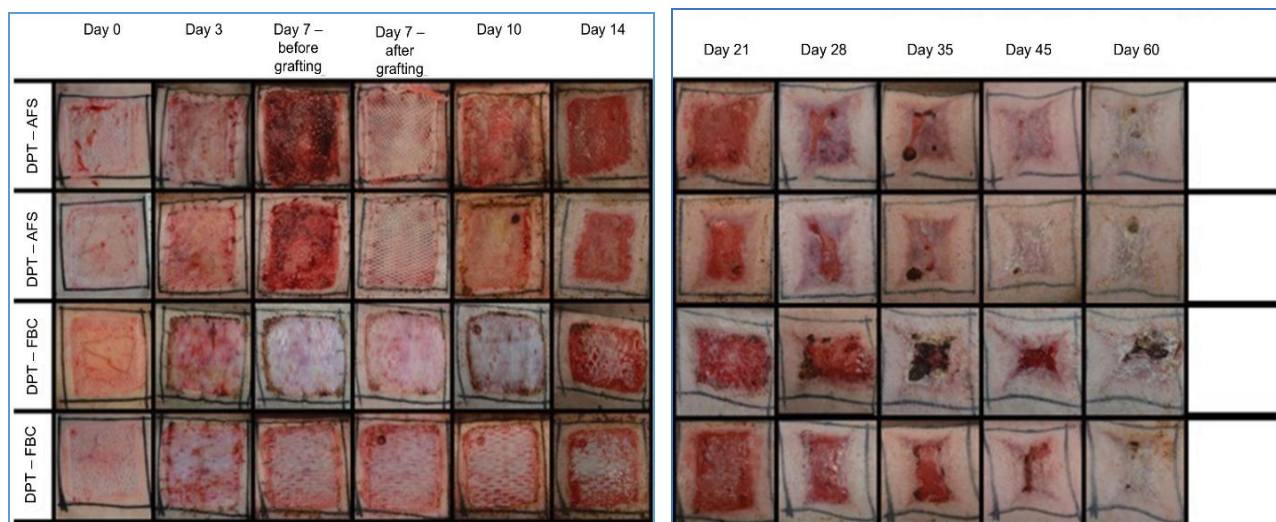 Day 0
Day 3
Day 7 –
before
grafting
Day 7 –
after
grafting
Day 10
Day 14
Day 21
Day 28
Day 35
Day 45
Day 60
DPT – AFS
DPT – AFS
DPT – FBC
DPT – FBC